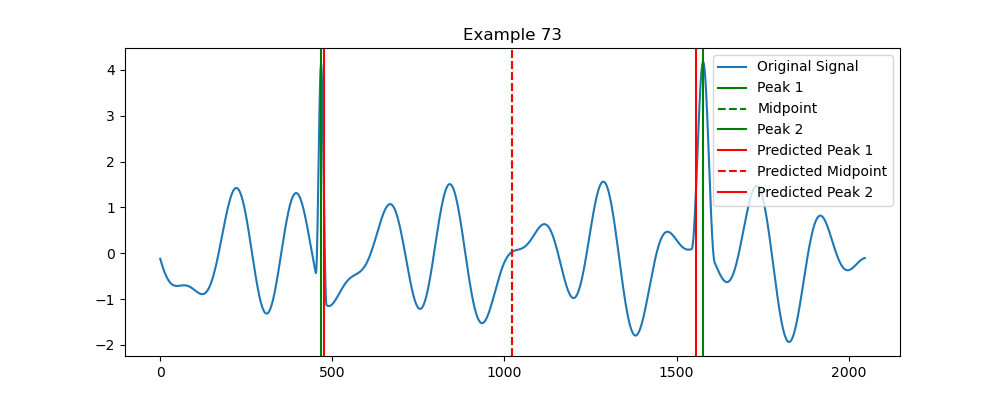 Example 73
4
3
2
1
0
−1
−2
0
500
1000
1500
2000
Original Signal
Peak 1
Midpoint
Peak 2
Predicted Peak 1
Predicted Midpoint
Predicted Peak 2